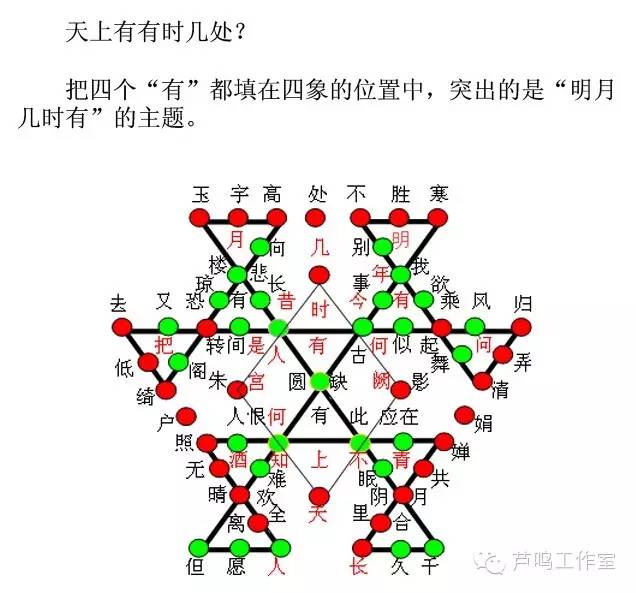 天上有有时几处？
把四个“有”都填在四象的位置中，突出的是“明月
几时有”的主题。
玉 宇 高 处 不 胜 寒
月 向 几 别 明
楼 悲 年 我
琼 有 长 昔 时 事 今 有 欲
去 又 恐 乘 风 归
把 转 间 是 人 有 古 何 似 起 问
低 阁 舞 弄
绮 朱 宫 圆 缺 阙 影 清
户 人 恨 何 有 此 应 在 娟
照 酒 知 上 不 青 婵
无 难 眠 共
晴 欢 阴 月
离 全 天 里 合
但 愿 人 长 久 千
芦鸣工作室